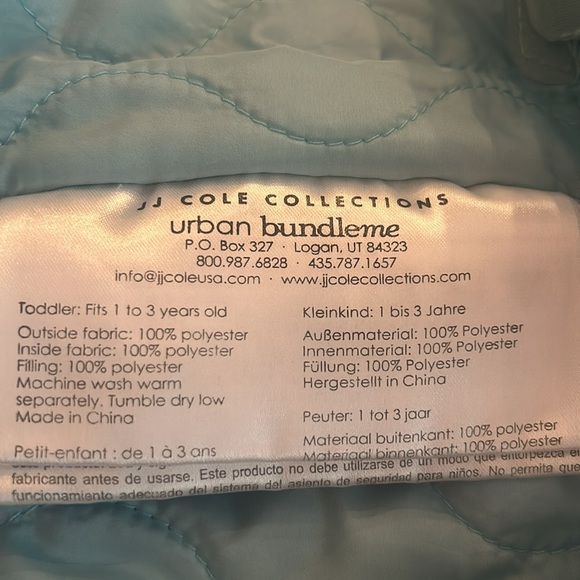 JJ COLE COLLECTIONS
urban bundleme
P.O. Box 327 · Logan, UT 84323
800.987.6828 · 435.787.1657
info@jjcoleusa.com · www.jjcolecollections.com
Toddler: Fits 1 to 3 years old
Outside fabric: 100% polyester
Inside fabric: 100% polyester
Filling: 100% polyester
Machine wash warm
separately. Tumble dry low
Made in China
Petit-enfant : de 1 à 3 ans
Kleinkind: 1 bis 3 Jahre
Außenmaterial: 100% Polyester
Innenmaterial: 100% Polyester
Füllung: 100% Polyester
Hergestellt in China
Peuter: 1 tot 3 jaar
Materiaal buitenkant: 100% polyester
Materiaal binnenkant: 100% polyester
fabricante antes de usarse. Este producto no debe utilizarse de un modo que entorpezca el
funcionamiento adecuado del sistema del asiento de seguridad para niños. No permita que